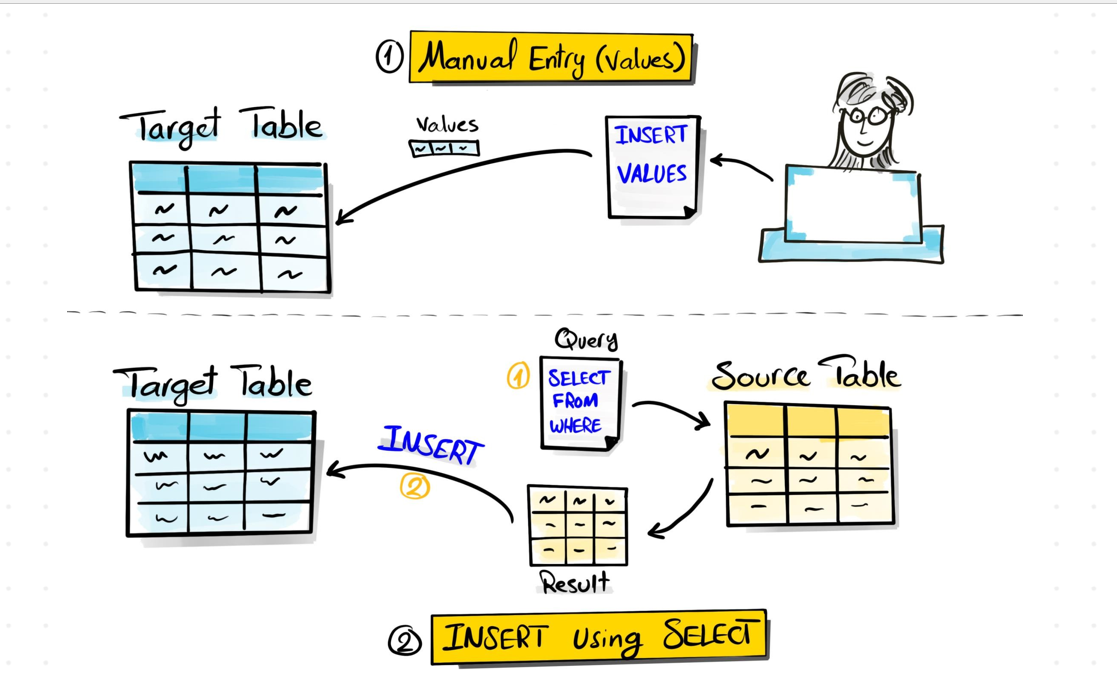 ① Manual Entry (Values)
Target Table
Values
INSERT
VALUES
Query
① SELECT
FROM
WHERE
Target Table
Source Table
INSERT
②
Result
② INSERT Using SELECT